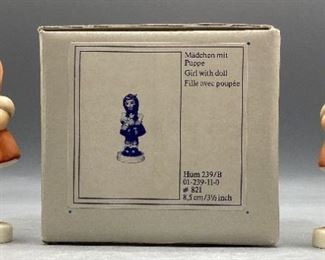 Mädchen mit
Puppe
Girl with doll
Fille avec poupée
Hum 239/B
01-239-11-0
# 821
8,5 cm/3½ inch